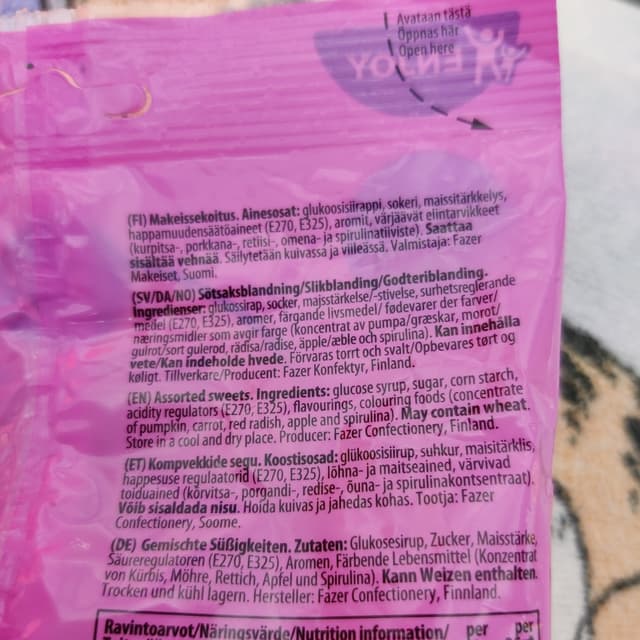 Avataan tästä
Öppnas här
Open here
ENJOY
(FI) Makeissekoitus. Ainesosat: glukoosisiirappi, sokeri, maissitärkkelys,
happamuudensäätöaineet (E270, E325), aromit, värjäävät elintarvikkeet
(kurpitsa-, porkkana-, retiisi-, omena- ja spirulinatiiviste). Saattaa
sisältää vehnää. Säilytetään kuivassa ja viileässä. Valmistaja: Fazer
Makeiset, Suomi.
(SV/DA/NO) Sötsaksblandning/Slikblanding/Godteriblanding.
Ingredienser: glukossirap, socker, majsstärkelse/-stivelse, surhetsreglerande
medel (E270, E325), aromer, färgande livsmedel/ fødevarer der farver/
næringsmidler som avgir farge (koncentrat av pumpa/græskar, morot/
gulrot/sort gulerod, rädisa/radise, äpple/æble och spirulina). Kan innehålla
vete/Kan indeholde hvede. Förvaras torrt och svalt/Opbevares tørt og
køligt. Tillverkare/Producent: Fazer Konfektyr, Finland.
(EN) Assorted sweets. Ingredients: glucose syrup, sugar, corn starch,
acidity regulators (E270, E325), flavourings, colouring foods (concentrate
of pumpkin, carrot, red radish, apple and spirulina). May contain wheat.
Store in a cool and dry place. Producer: Fazer Confectionery, Finland.
(ET) Kompvekkide segu. Koostisosad: glükoosisiirup, suhkur, maisitärklis,
happesuse regulaatorid (E270, E325), lõhna- ja maitseained, värvivad
toiduained (kõrvitsa-, porgandi-, redise-, õuna- ja spirulinakontsentraat).
Võib sisaldada nisu. Hoida kuivas ja jahedas kohas. Tootja: Fazer
Confectionery, Soome.
(DE) Gemischte Süßigkeiten. Zutaten: Glukosesirup, Zucker, Maisstärke,
Säureregulatoren (E270, E325), Aromen, Färbende Lebensmittel (Konzentrat
von Kürbis, Möhre, Rettich, Apfel und Spirulina). Kann Weizen enthalten.
Trocken und kühl lagern. Hersteller: Fazer Confectionery, Finnland.
Ravintoarvot/Näringsvärde/Nutrition information/ per per